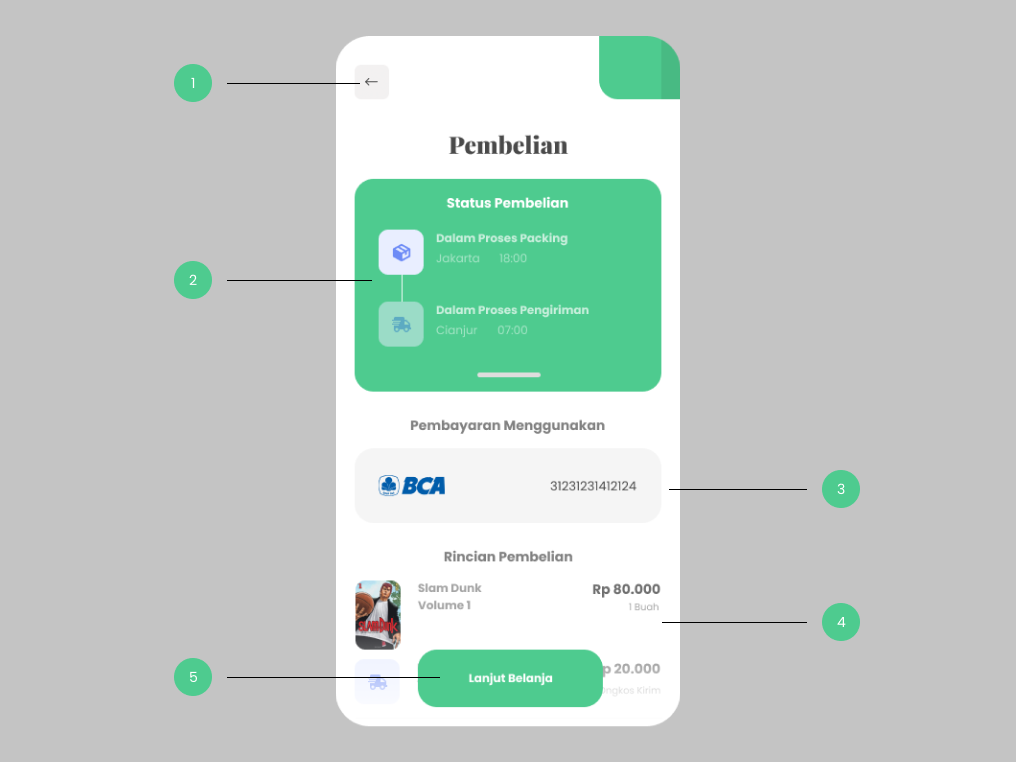 1
Pembelian
Status Pembelian
Dalam Proses Packing
Jakarta 18:00
2
Dalam Proses Pengiriman
Cianjur 07:00
Pembayaran Menggunakan
BCA 31231231412124
3
Rincian Pembelian
Slam Dunk Rp 80.000
Volume 1 1 Buah
SLAM DUNK
4
5
Lanjut Belanja
p 20.000
ngkos Kirim